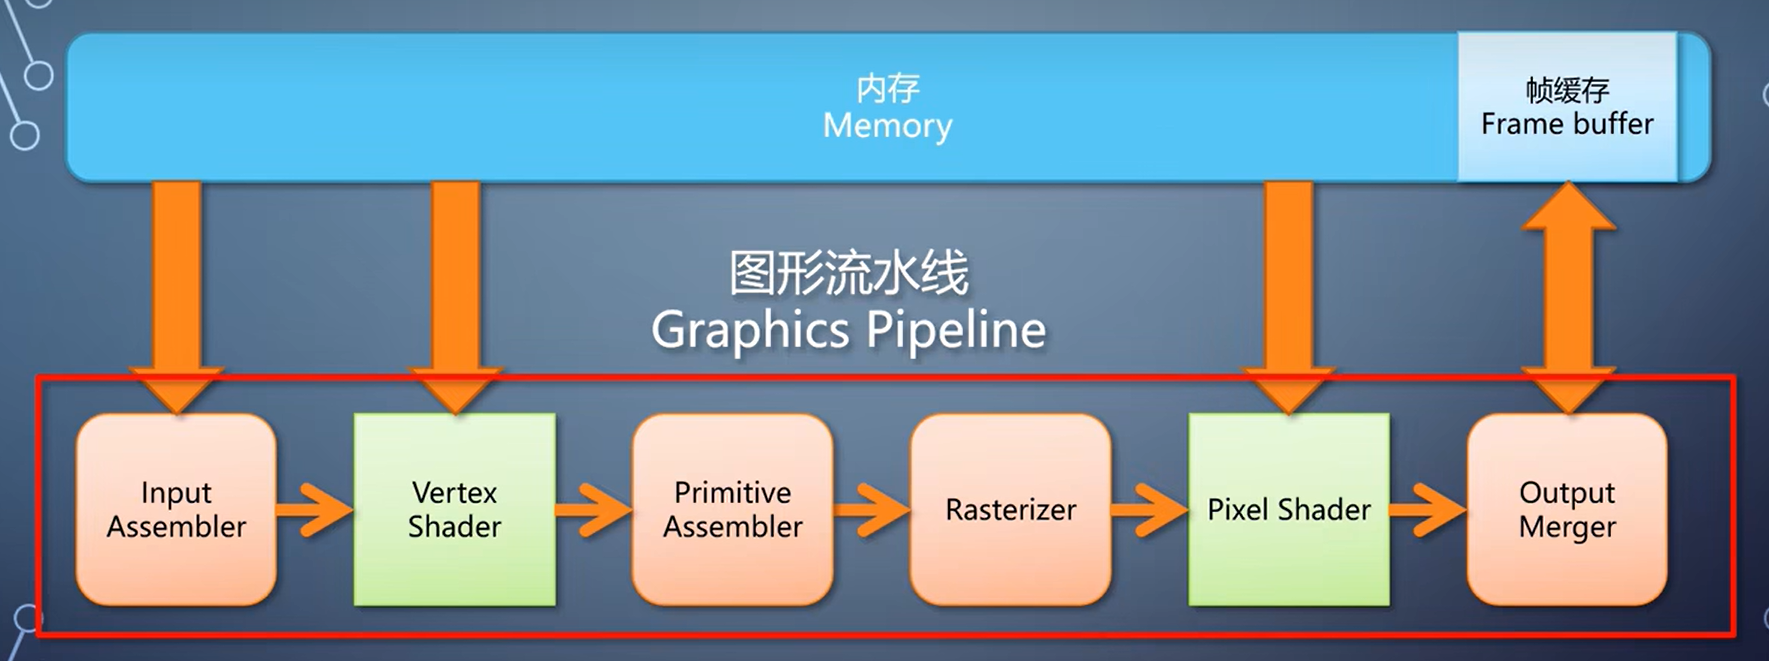 内存
Memory
帧缓存
Frame buffer
图形流水线
Graphics Pipeline
Input
Assembler
Vertex
Shader
Primitive
Assembler
Rasterizer
Pixel Shader
Output
Merger